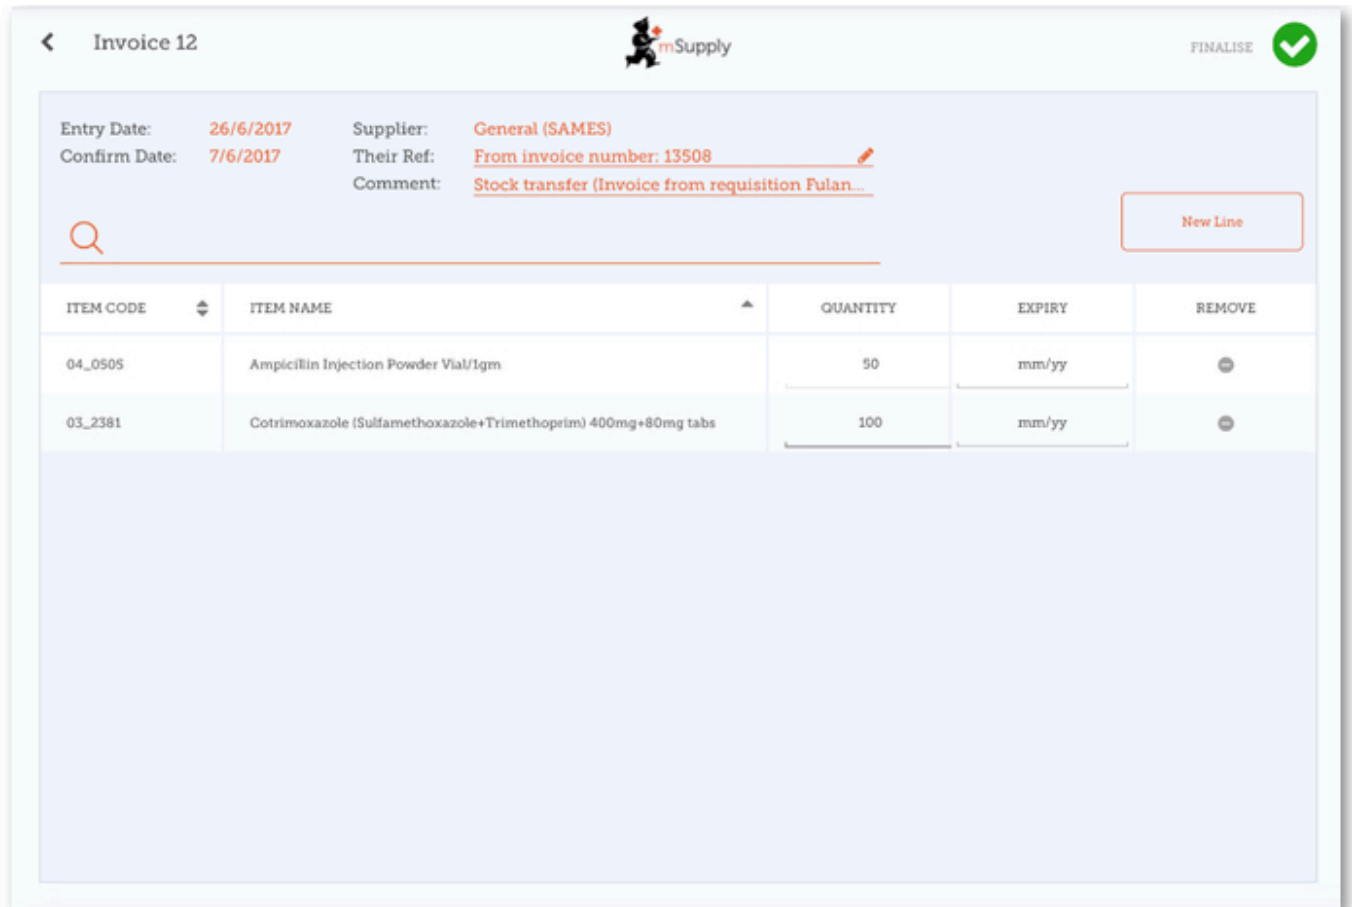 Invoice 12
mSupply
FINALISE
Entry Date: 26/6/2017 Supplier: General (SAMES)
Confirm Date: 7/6/2017 Their Ref: From invoice number: 13508
Comment: Stock transfer (Invoice from requisition Fulan...
New Line
ITEM CODE ITEM NAME QUANTITY EXPIRY REMOVE
04_0505 Ampicillin Injection Powder Vial/1gm 50 mm/yy
03_2381 Cotrimoxazole (Sulfamethoxazole+Trimethoprim) 400mg+80mg tabs 100 mm/yy